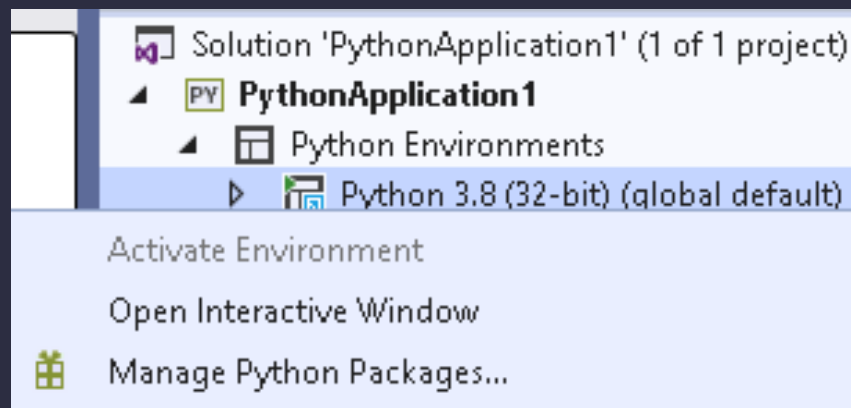 Solution 'PythonApplication1' (1 of 1 project)
PY PythonApplication1
Python Environments
Python 3.8 (32-bit) (global default)
Activate Environment
Open Interactive Window
Manage Python Packages...